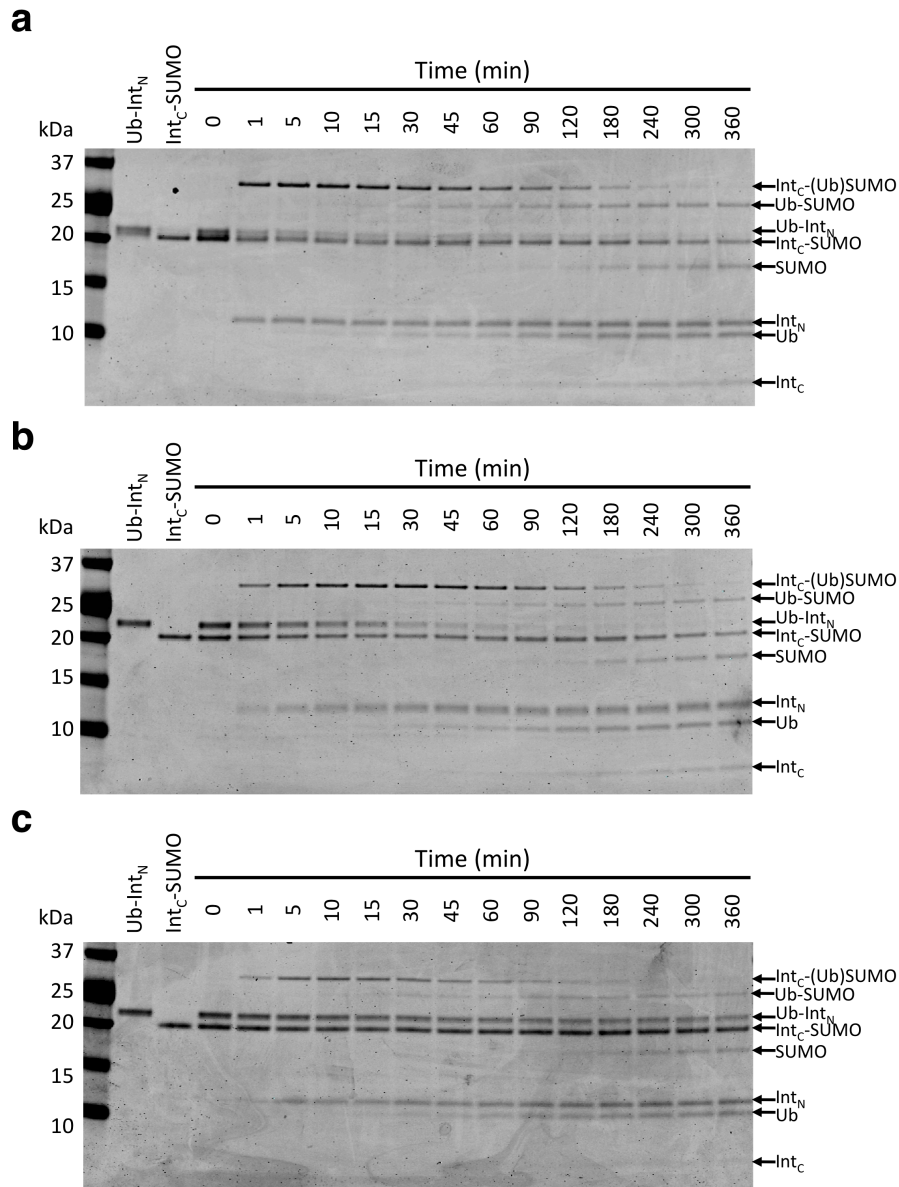 a
Ub-IntN
IntC-SUMO
Time (min)
0 1 5 10 15 30 45 60 90 120 180 240 300 360
kDa
37
25
20
15
10
IntC-(Ub)SUMO
Ub-SUMO
Ub-IntN
IntC-SUMO
SUMO
IntN
Ub
IntC
b
Ub-IntN
IntC-SUMO
Time (min)
0 1 5 10 15 30 45 60 90 120 180 240 300 360
kDa
37
25
20
15
10
IntC-(Ub)SUMO
Ub-SUMO
Ub-IntN
IntC-SUMO
SUMO
IntN
Ub
IntC
c
Ub-IntN
IntC-SUMO
Time (min)
0 1 5 10 15 30 45 60 90 120 180 240 300 360
kDa
37
25
20
15
10
IntC-(Ub)SUMO
Ub-SUMO
Ub-IntN
IntC-SUMO
SUMO
IntN
Ub
IntC